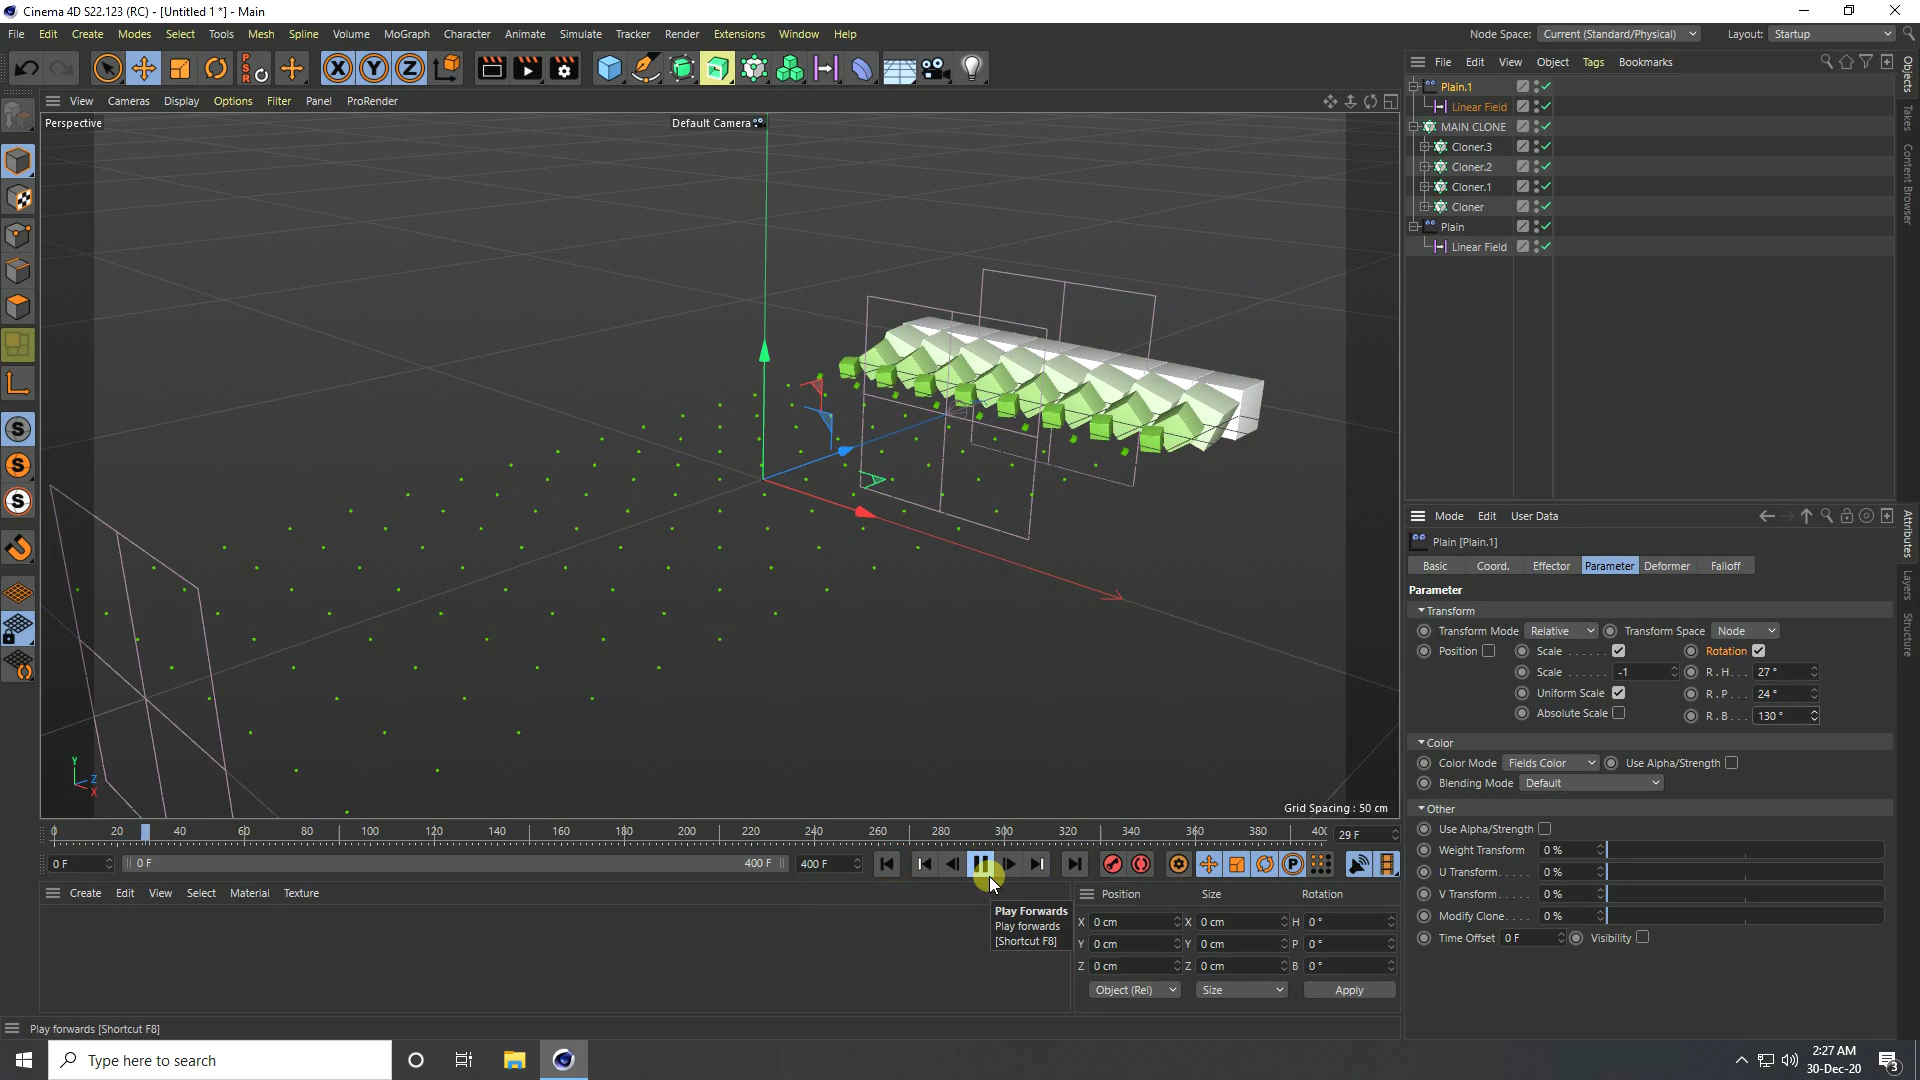 Cinema 4D S22.123 (RC) - [Untitled 1 *] - Main
File Edit Create Modes Select Tools Mesh Spline Volume MoGraph Character Animate Simulate Tracker Render Extensions Window Help
Node Space: Current (Standard/Physical) Layout: Startup
View Cameras Display Options Filter Panel ProRender
Perspective
Default Camera
Grid Spacing : 50 cm
File Edit View Object Tags Bookmarks
Plain.1
Linear Field
MAIN CLONE
Cloner.3
Cloner.2
Cloner.1
Cloner
Plain
Linear Field
Objects
Takes
Content Browser
Mode Edit User Data
Plain [Plain.1]
Basic Coord. Effector Parameter Deformer Falloff
Parameter
Transform
Transform Mode Relative Transform Space Node
Position Scale . . . . . . Rotation
Scale . . . . . . -1 R . H . . . 27 °
Uniform Scale R . P . . . 24 °
Absolute Scale R . B . . . 130 °
Color
Color Mode Fields Color Use Alpha/Strength
Blending Mode Default
Other
Use Alpha/Strength
Weight Transform 0 %
U Transform. . . . . 0 %
V Transform. . . . . 0 %
Modify Clone. . . . 0 %
Time Offset 0 F Visibility
Attributes
Layers
Structure
0 20 40 60 80 100 120 140 160 180 200 220 240 260 280 300 320 340 360 380 400 29 F
0 F 0 F 400 F 400 F
Create Edit View Select Material Texture
Play Forwards
Play forwards
[Shortcut F8]
Position Size Rotation
X 0 cm X 0 cm H 0 °
Y 0 cm Y 0 cm P 0 °
Z 0 cm Z 0 cm B 0 °
Object (Rel) Size Apply
Play forwards [Shortcut F8]
Type here to search
2:27 AM
30-Dec-20
3